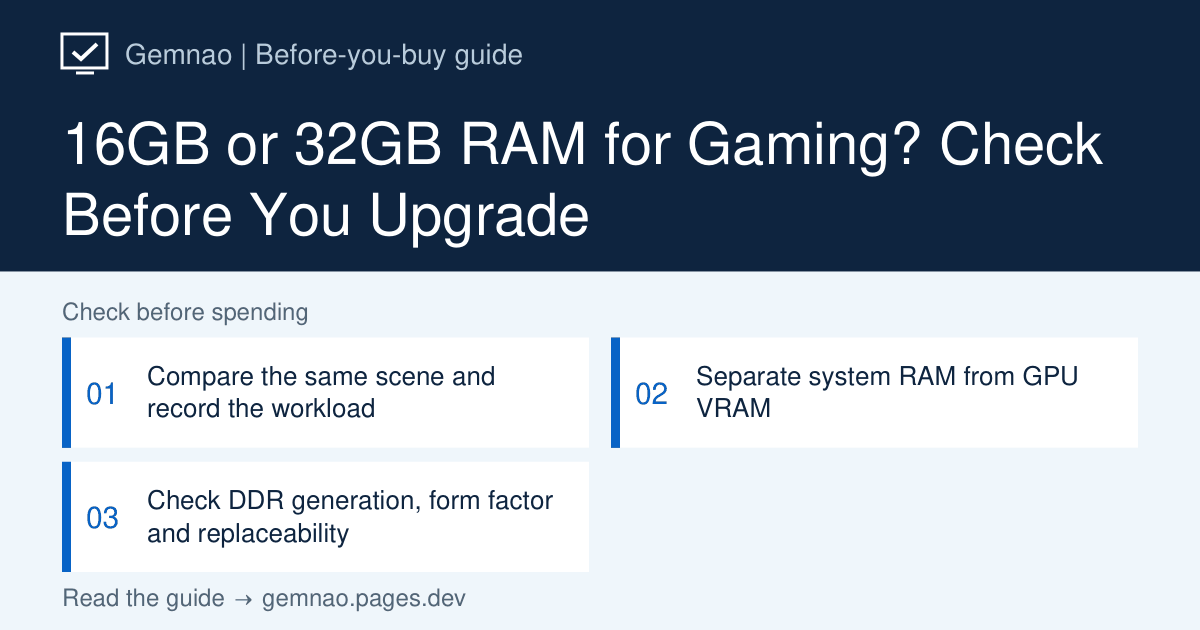 Gemnao | Before-you-buy guide
16GB or 32GB RAM for Gaming? Check
Before You Upgrade
Check before spending
01
Compare the same scene and
record the workload
02
Separate system RAM from GPU
VRAM
03
Check DDR generation, form factor
and replaceability
Read the guide → gemnao.pages.dev